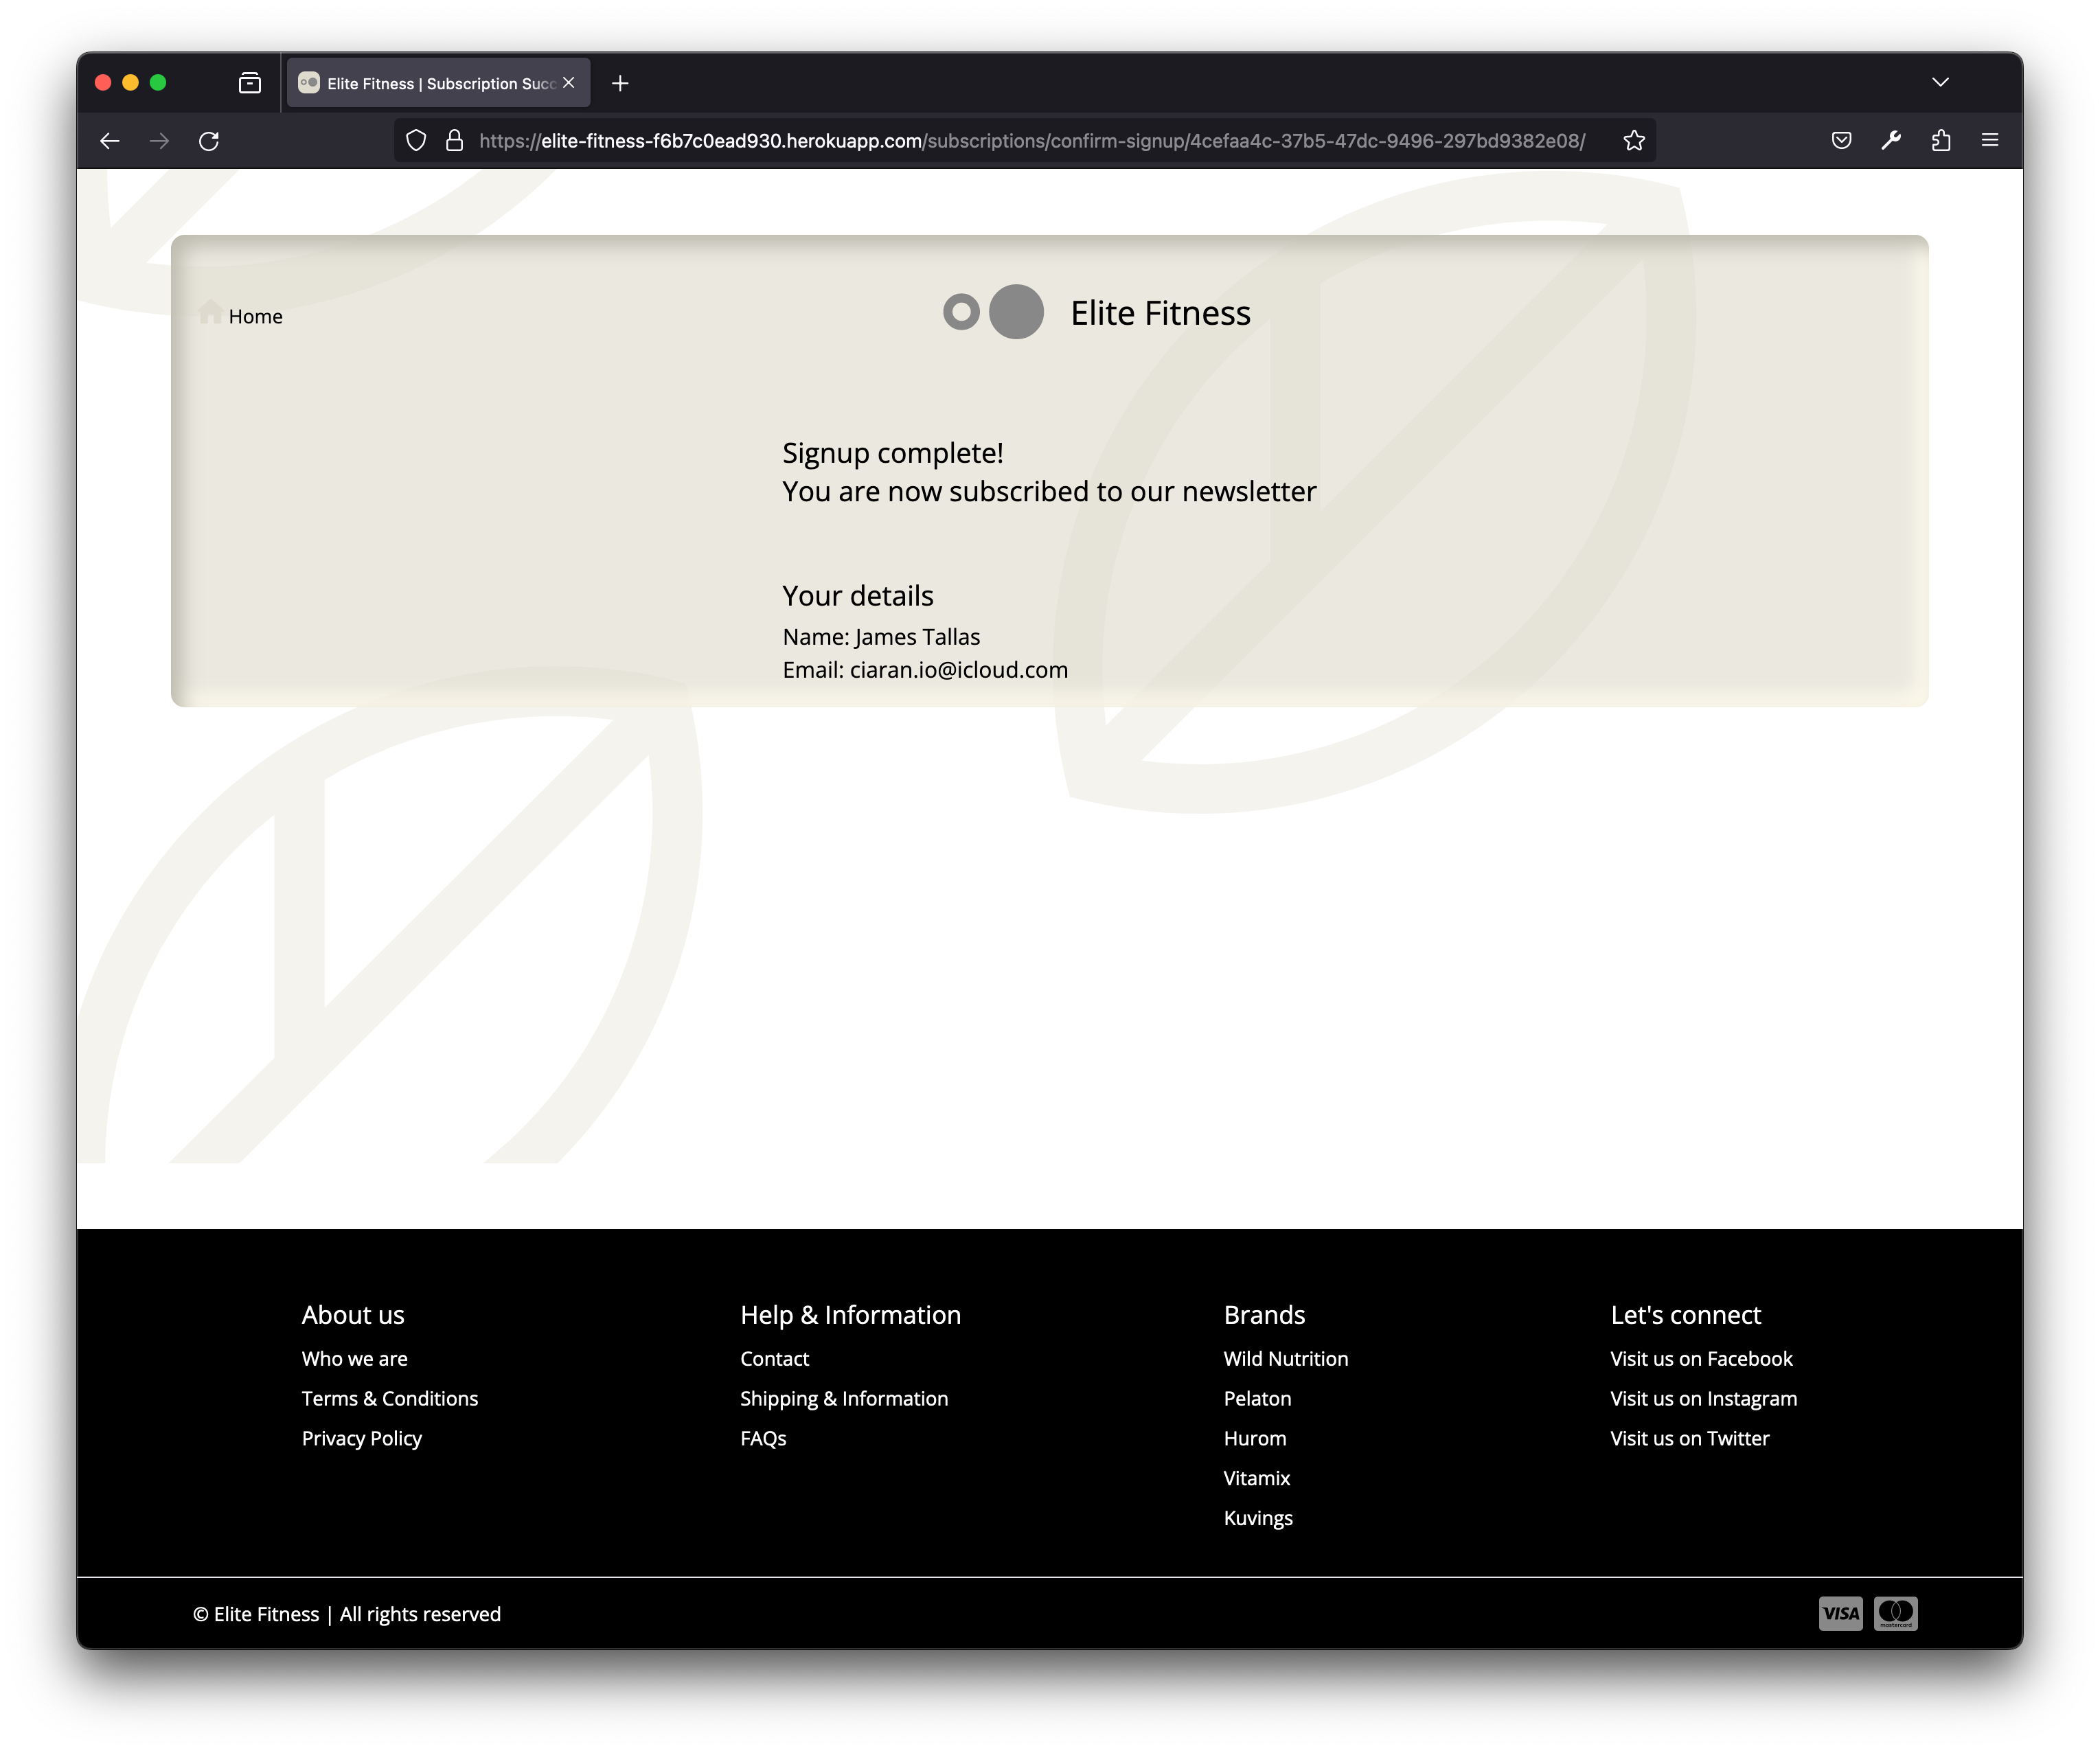 Elite Fitness | Subscription Succ
https://elite-fitness-f6b7c0ead930.herokuapp.com/subscriptions/confirm-signup/4cefaa4c-37b5-47dc-9496-297bd9382e08/
Home
Elite Fitness
Signup complete!
You are now subscribed to our newsletter
Your details
Name: James Tallas
Email: ciaran.io@icloud.com
About us
Who we are
Terms & Conditions
Privacy Policy
Help & Information
Contact
Shipping & Information
FAQs
Brands
Wild Nutrition
Pelaton
Hurom
Vitamix
Kuvings
Let's connect
Visit us on Facebook
Visit us on Instagram
Visit us on Twitter
© Elite Fitness | All rights reserved
VISA
mastercard